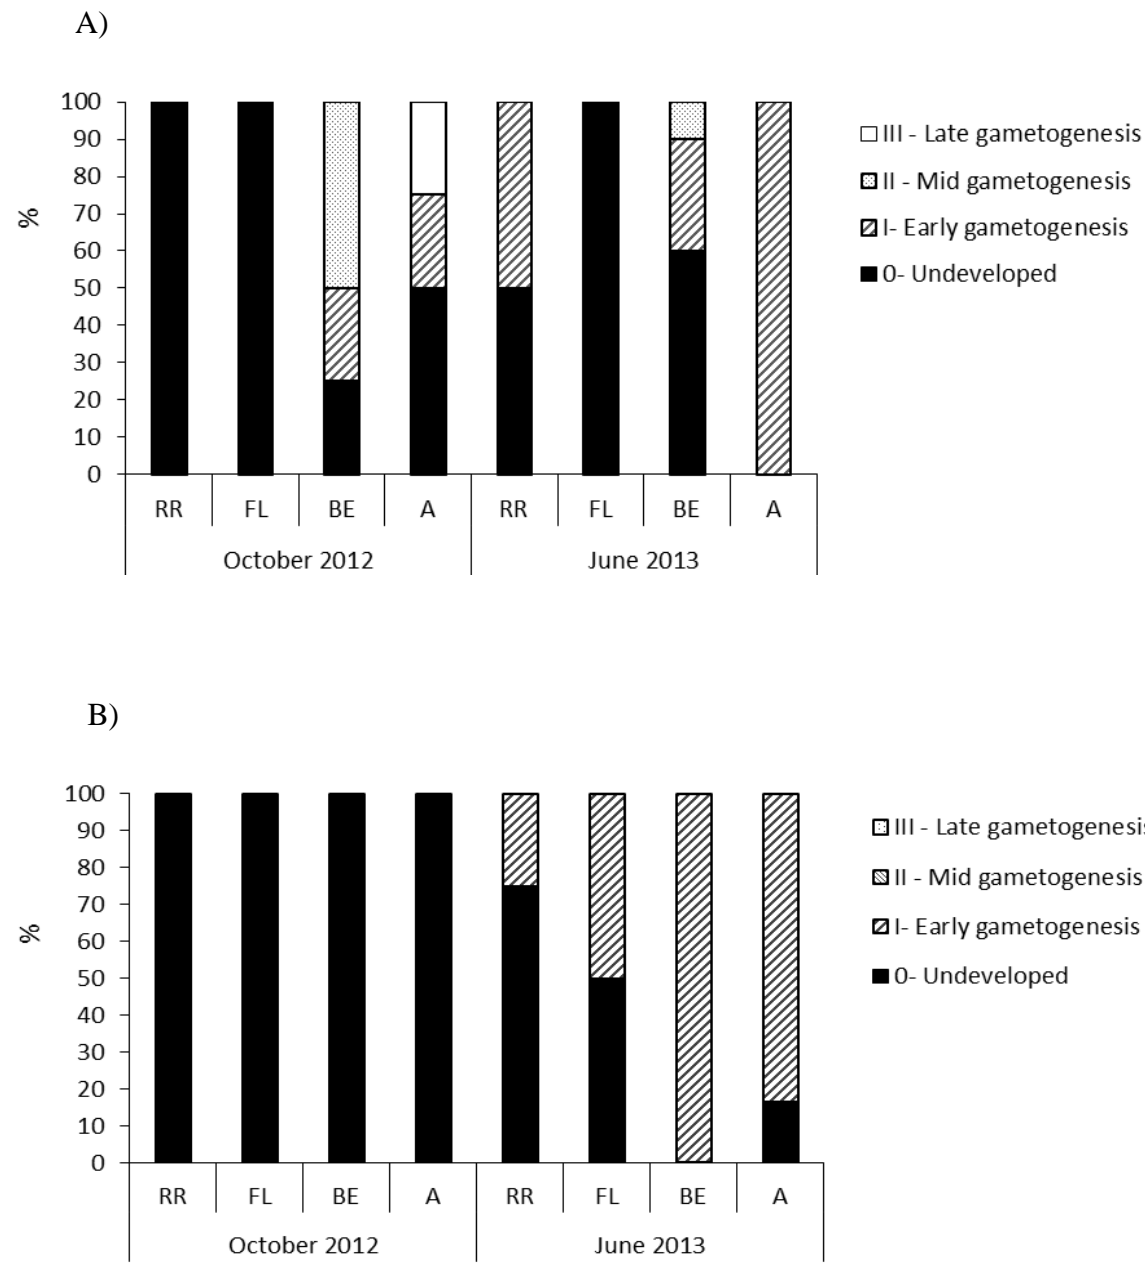 A)
100
90
80
70
60
50
40
30
20
10
0
%
III - Late gametogenesis
II - Mid gametogenesis
I- Early gametogenesis
0- Undeveloped
RR FL BE A RR FL BE A
October 2012 June 2013
B)
100
90
80
70
60
50
40
30
20
10
0
%
III - Late gametogenesi
II - Mid gametogenesis
I- Early gametogenesis
0- Undeveloped
RR FL BE A RR FL BE A
October 2012 June 2013